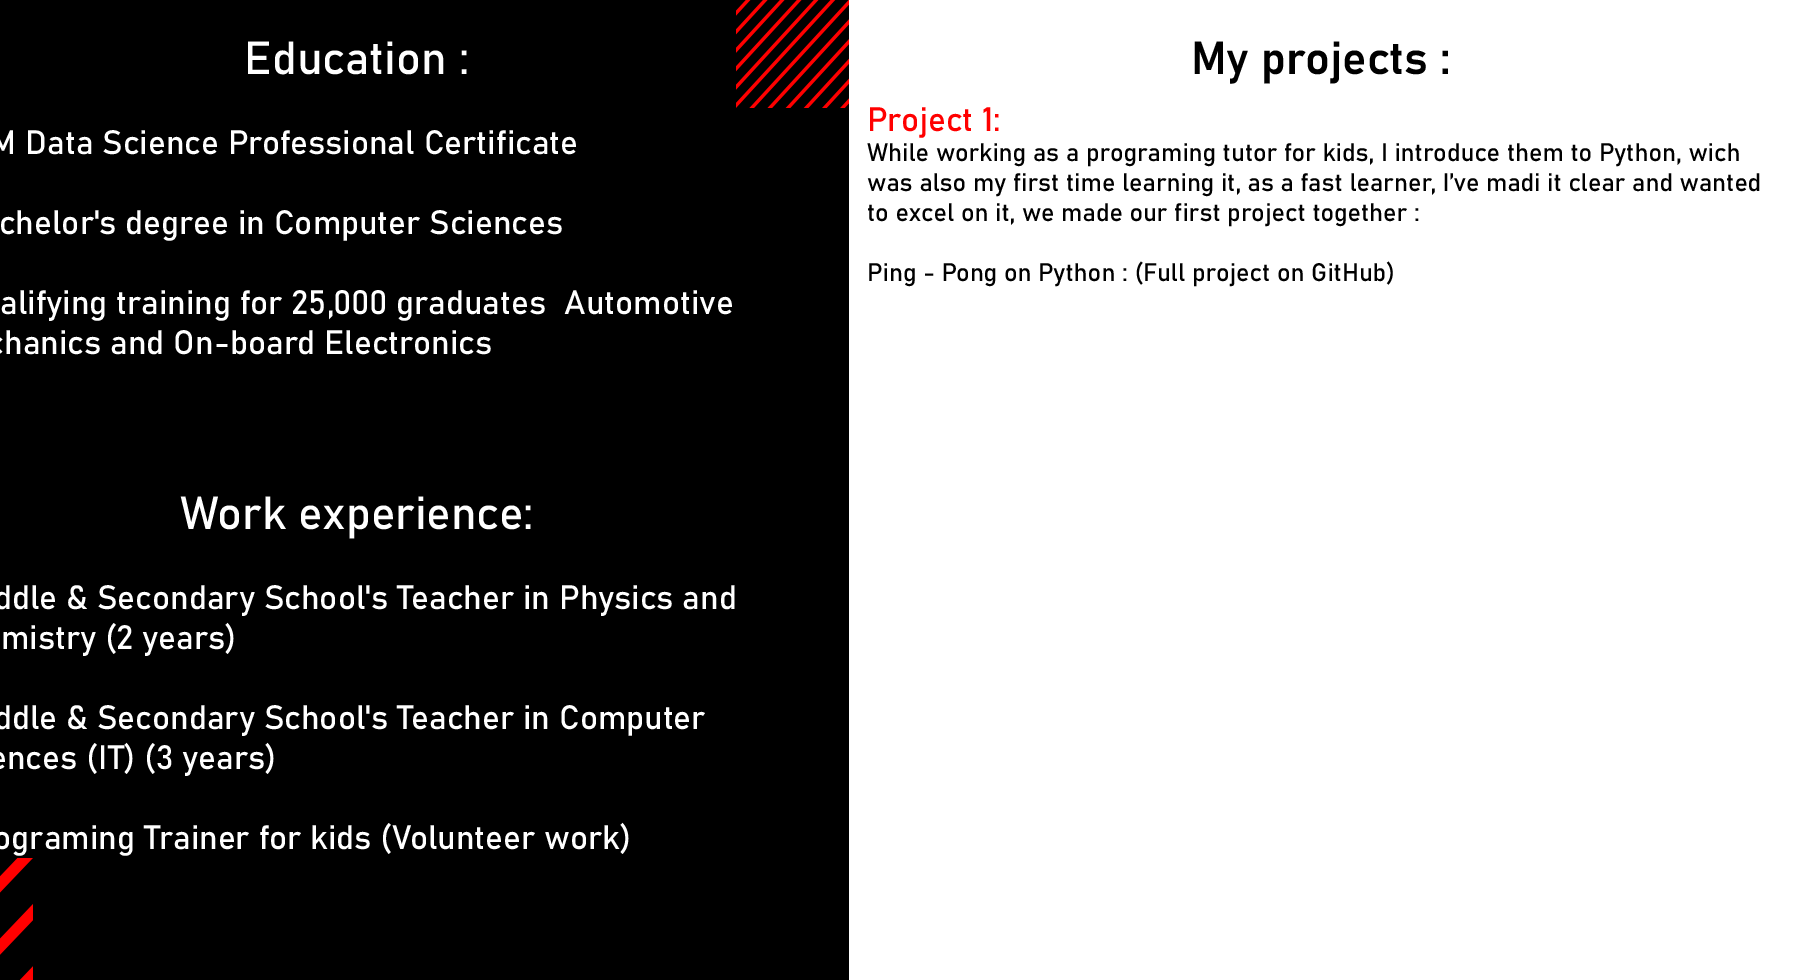 Education :
M Data Science Professional Certificate
chelor's degree in Computer Sciences
alifying training for 25,000 graduates  Automotive
chanics and On-board Electronics
Work experience:
ddle & Secondary School's Teacher in Physics and
mistry (2 years)
ddle & Secondary School's Teacher in Computer
ences (IT) (3 years)
ograming Trainer for kids (Volunteer work)
My projects :
Project 1:
While working as a programing tutor for kids, I introduce them to Python, wich
was also my first time learning it, as a fast learner, I’ve madi it clear and wanted
to excel on it, we made our first project together :
Ping - Pong on Python : (Full project on GitHub)